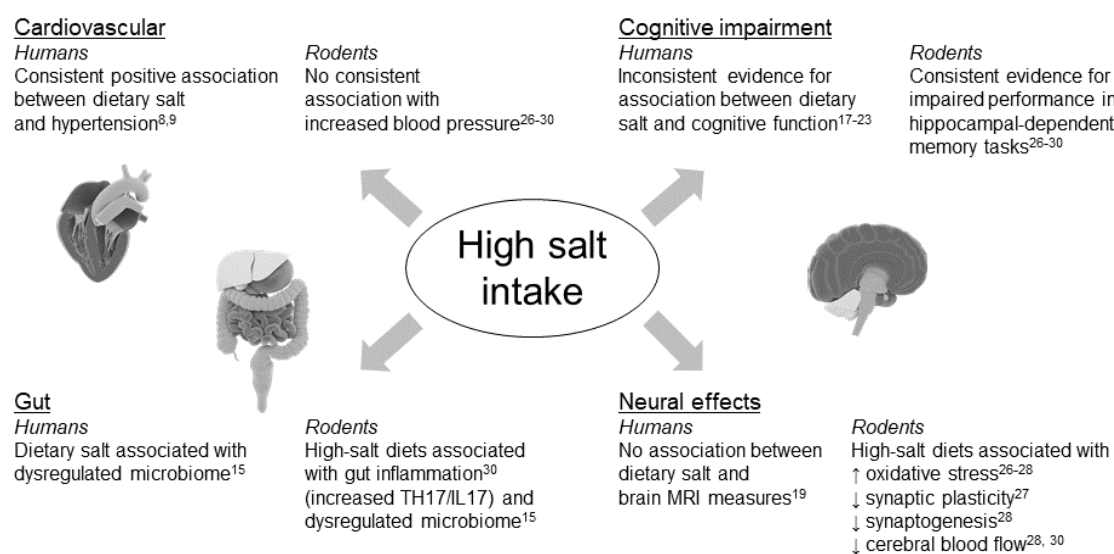 Cardiovascular
Humans
Consistent positive association
between dietary salt
and hypertension8,9
Rodents
No consistent
association with
increased blood pressure26-30
Cognitive impairment
Humans
Inconsistent evidence for
association between dietary
salt and cognitive function17-23
Rodents
Consistent evidence for
impaired performance in
hippocampal-dependent
memory tasks26-30
High salt
intake
Gut
Humans
Dietary salt associated with
dysregulated microbiome15
Rodents
High-salt diets associated
with gut inflammation30
(increased TH17/IL17) and
dysregulated microbiome15
Neural effects
Humans
No association between
dietary salt and
brain MRI measures19
Rodents
High-salt diets associated with
↑ oxidative stress26-28
↓ synaptic plasticity27
↓ synaptogenesis28
↓ cerebral blood flow28, 30